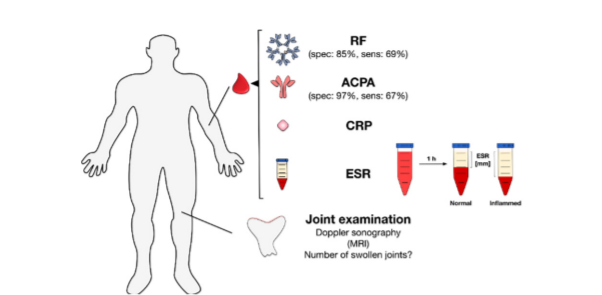 RF
(spec: 85%, sens: 69%)
ACPA
(spec: 97%, sens: 67%)
CRP
ESR
1 h
ESR
[mm]
Normal
Inflammed
Joint examination
Doppler sonography
(MRI)
Number of swollen joints?